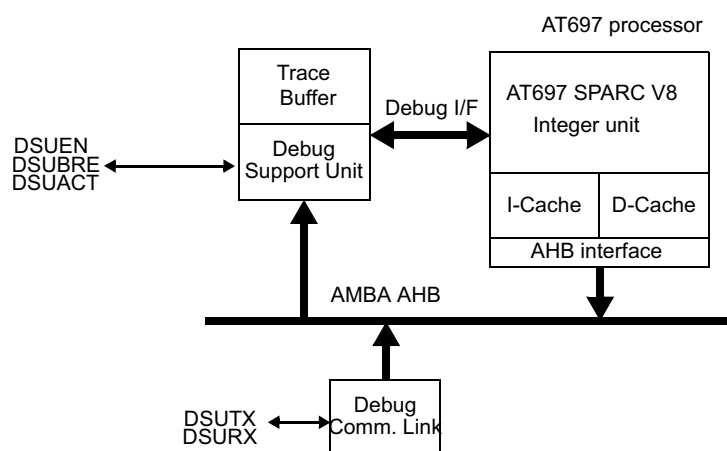 AT697 processor
Trace
Buffer
Debug I/F
AT697 SPARC V8
Integer unit
DSUEN
DSUBRE
DSUACT
Debug
Support Unit
I-Cache
D-Cache
AHB interface
AMBA AHB
DSUTX
DSURX
Debug
Comm. Link